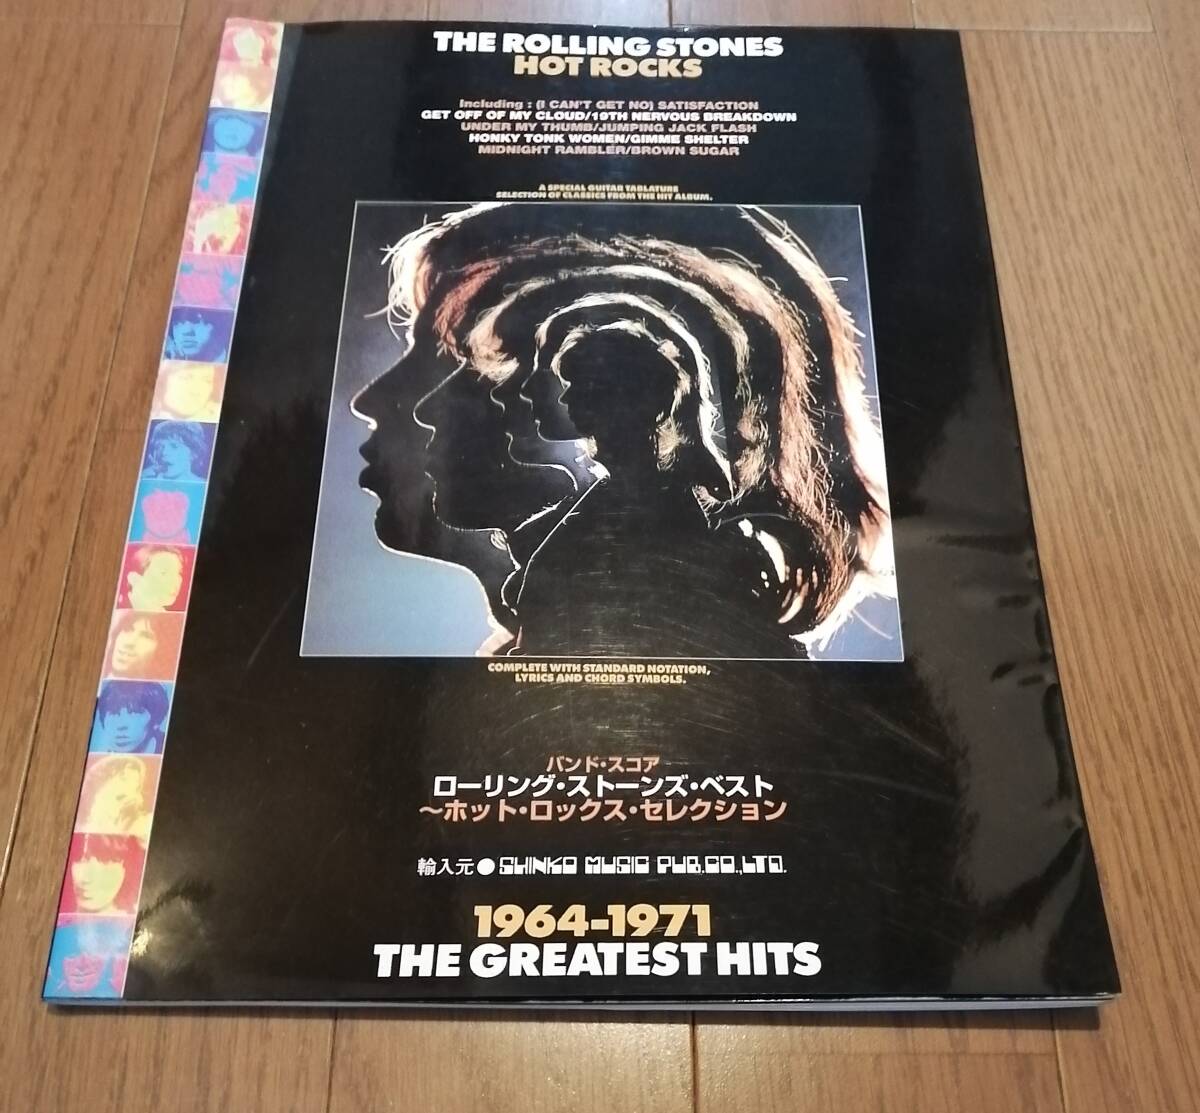 THE ROLLING STONES
HOT ROCKS
Including : (I CAN'T GET NO) SATISFACTION
GET OFF OF MY CLOUD/19TH NERVOUS BREAKDOWN
UNDER MY THUMB/JUMPING JACK FLASH
HONKY TONK WOMEN/GIMME SHELTER
MIDNIGHT RAMBLER/BROWN SUGAR
A SPECIAL GUITAR TABLATURE
SELECTION OF CLASSICS FROM THE HIT ALBUM.
COMPLETE WITH STANDARD NOTATION,
LYRICS AND CHORD SYMBOLS.
バンド・スコア
ローリング・ストーンズ・ベスト
〜ホット・ロックス・セレクション
輸入元●SHINKO MUSIC PUB.CO.,LTD.
1964-1971
THE GREATEST HITS